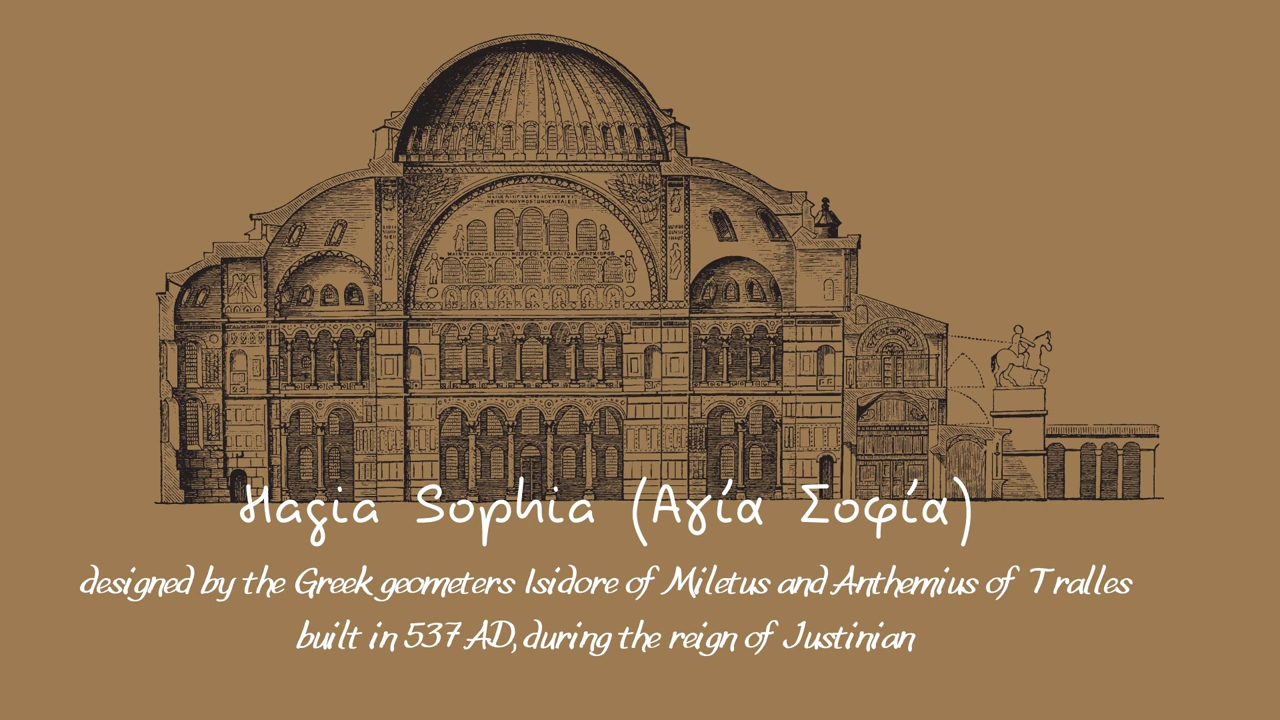 Hagia Sophia (Αγία Σοφία)
designed by the Greek geometers Isidore of Miletus and Anthemius of Tralles
built in 537 AD, during the reign of Justinian